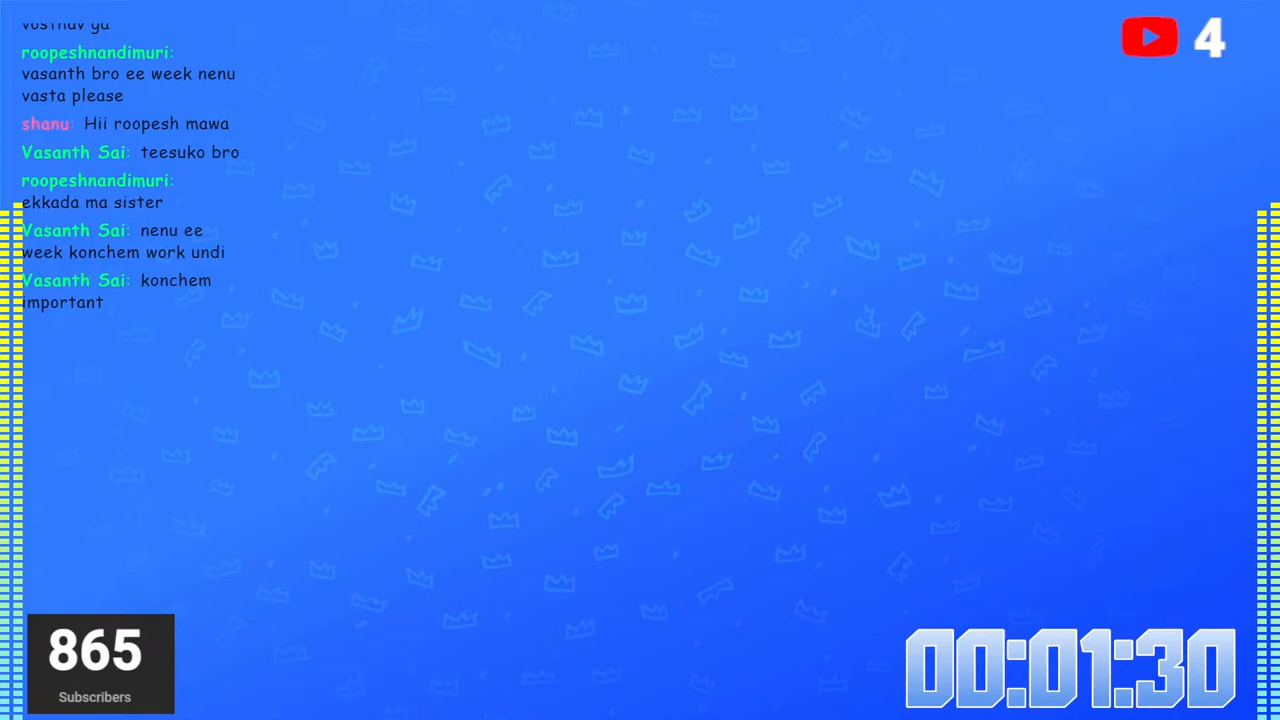 vosthav ga
roopeshnandimuri:
vasanth bro ee week nenu
vasta please
shanu: Hii roopesh mawa
Vasanth Sai: teesuko bro
roopeshnandimuri:
ekkada ma sister
Vasanth Sai: nenu ee
week konchem work undi
Vasanth Sai: konchem
important
4
865
Subscribers
00:01:30